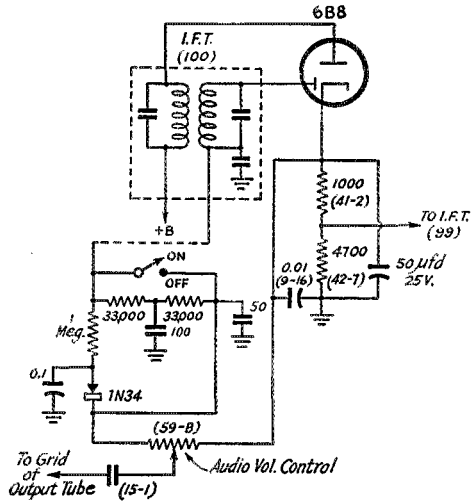 6B8
I.F.T.
(100)
+B
1000
(41-2)
TO I.F.T.
(99)
4700
(42-7)
0.01
(9-16)
50 µfd
25V.
ON
OFF
33,000
33,000
100
50
1
Meg.
0.1
1N34
(59-B)
To Grid
of
Output Tube
(15-1)
Audio Vol. Control